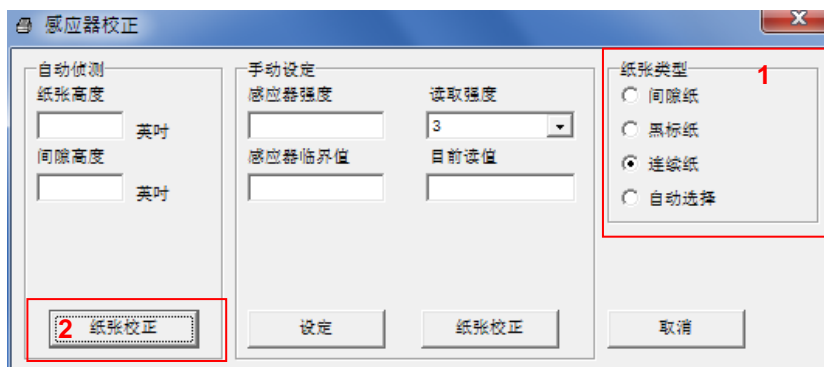 感应器校正
自动侦测
纸张高度
英吋
间隙高度
英吋
2 纸张校正
手动设定
感应器强度
读取强度
3
感应器临界值
目前读值
设定
纸张校正
纸张类型
1
间隙纸
黑标纸
连续纸
自动选择
取消